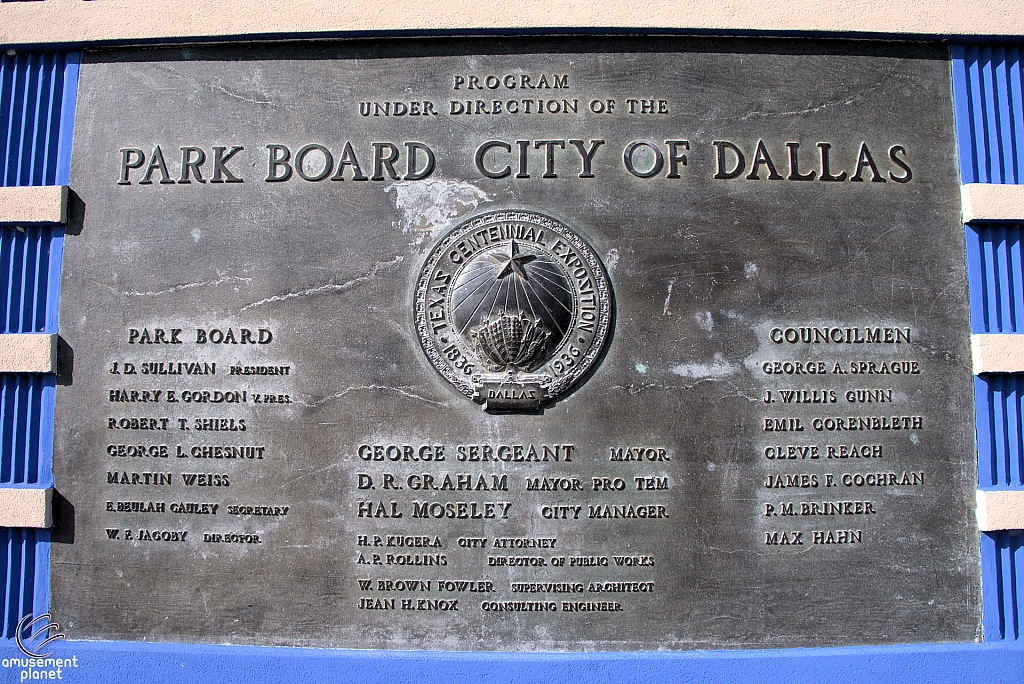 PROGRAM
UNDER DIRECTION OF THE
PARK BOARD CITY OF DALLAS
TEXAS CENTENNIAL EXPOSITION
1836 1936
DALLAS
PARK BOARD
J. D. SULLIVAN PRESIDENT
HARRY E. GORDON V. PRES.
ROBERT T. SHIELS
GEORGE L. CHESNUT
MARTIN WEISS
E. BEULAH CAULEY SECRETARY
W. F. JACOBY DIRECTOR
GEORGE SERGEANT MAYOR
D. R. GRAHAM MAYOR PRO TEM
HAL MOSELEY CITY MANAGER
H. P. KUCERA CITY ATTORNEY
A. P. ROLLINS DIRECTOR OF PUBLIC WORKS
W. BROWN FOWLER SUPERVISING ARCHITECT
JEAN H. KNOX CONSULTING ENGINEER
COUNCILMEN
GEORGE A. SPRAGUE
J. WILLIS GUNN
EMIL CORENBLETH
CLEVE REACH
JAMES F. COCHRAN
P. M. BRINKER
MAX HAHN
amusement
planet